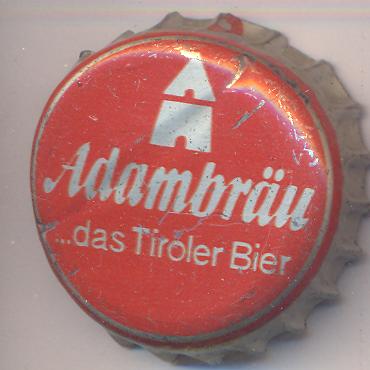 Adambräu
...das Tiroler Bier